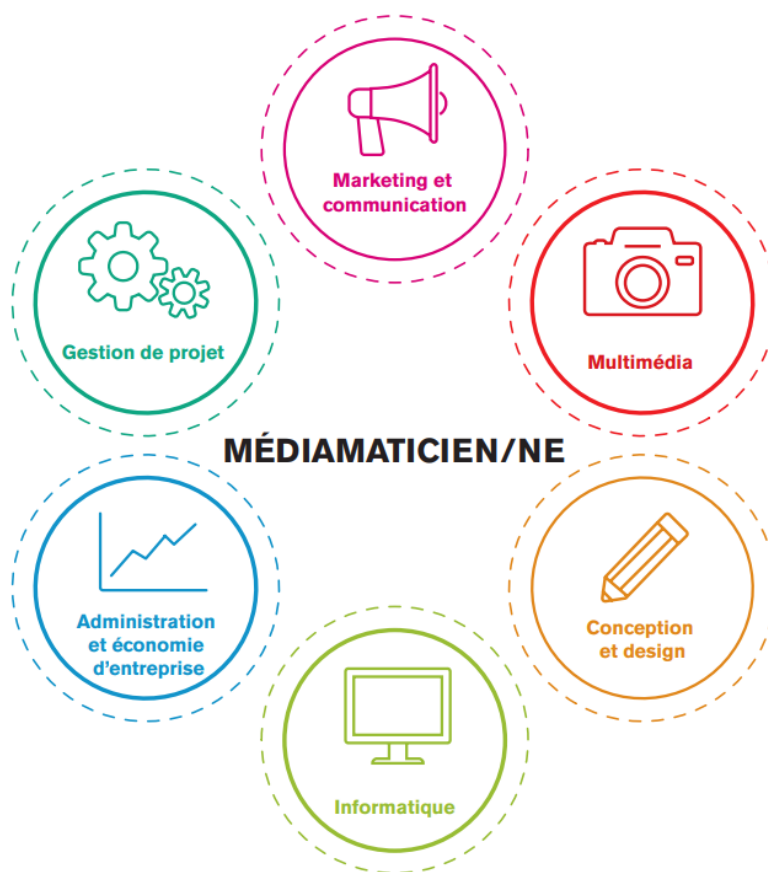 Marketing et
communication
Gestion de projet
Multimédia
MÉDIAMATICIEN/NE
Administration
et économie
d'entreprise
Conception
et design
Informatique